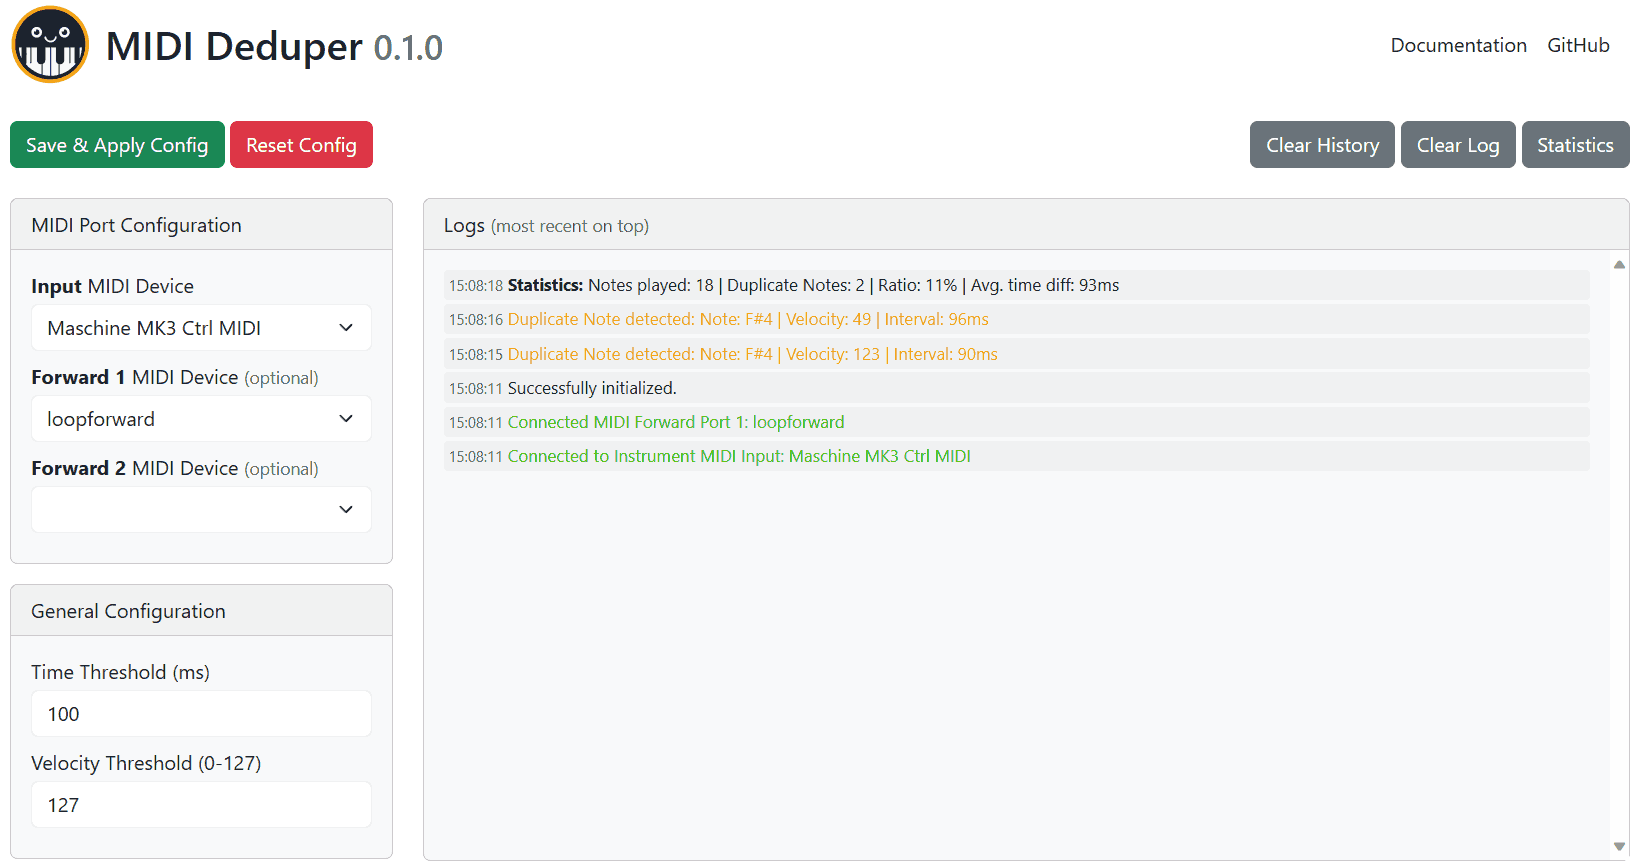 MIDI Deduper 0.1.0
Documentation GitHub
Save & Apply Config Reset Config
Clear History Clear Log Statistics
MIDI Port Configuration
Input MIDI Device
Maschine MK3 Ctrl MIDI
Forward 1 MIDI Device (optional)
loopforward
Forward 2 MIDI Device (optional)
General Configuration
Time Threshold (ms)
100
Velocity Threshold (0-127)
127
Logs (most recent on top)
15:08:18 Statistics: Notes played: 18 | Duplicate Notes: 2 | Ratio: 11% | Avg. time diff: 93ms
15:08:16 Duplicate Note detected: Note: F#4 | Velocity: 49 | Interval: 96ms
15:08:15 Duplicate Note detected: Note: F#4 | Velocity: 123 | Interval: 90ms
15:08:11 Successfully initialized.
15:08:11 Connected MIDI Forward Port 1: loopforward
15:08:11 Connected to Instrument MIDI Input: Maschine MK3 Ctrl MIDI